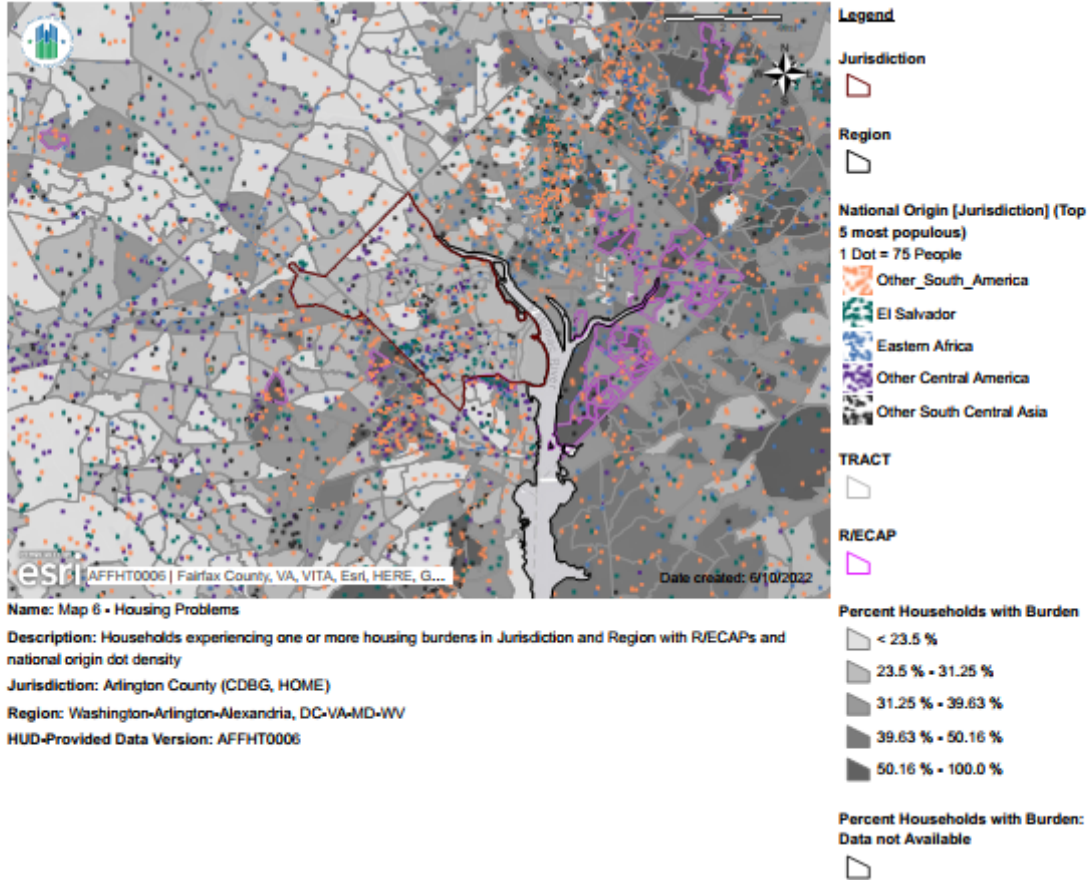 N
esri
AFFHT0006 | Fairfax County, VA, VITA, Esri, HERE, G...
Date created: 6/10/2022
Name: Map 6 - Housing Problems
Description: Households experiencing one or more housing burdens in Jurisdiction and Region with R/ECAPs and
national origin dot density
Jurisdiction: Arlington County (CDBG, HOME)
Region: Washington-Arlington-Alexandria, DC-VA-MD-WV
HUD-Provided Data Version: AFFHT0006
Legend
Jurisdiction
Region
National Origin [Jurisdiction] (Top
5 most populous)
1 Dot = 75 People
Other_South_America
El Salvador
Eastern Africa
Other Central America
Other South Central Asia
TRACT
R/ECAP
Percent Households with Burden
< 23.5 %
23.5 % - 31.25 %
31.25 % - 39.63 %
39.63 % - 50.16 %
50.16 % - 100.0 %
Percent Households with Burden:
Data not Available